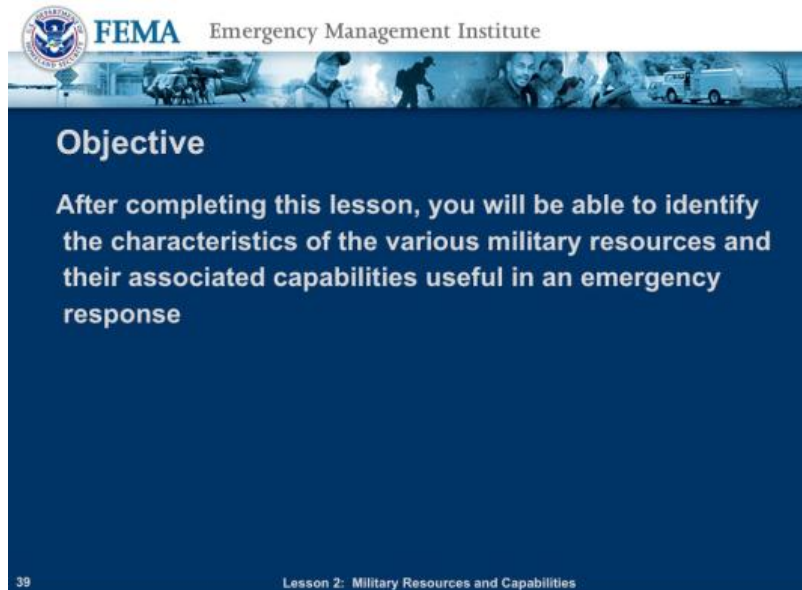 FEMA Emergency Management Institute
Objective
After completing this lesson, you will be able to identify
the characteristics of the various military resources and
their associated capabilities useful in an emergency
response
39 Lesson 2: Military Resources and Capabilities